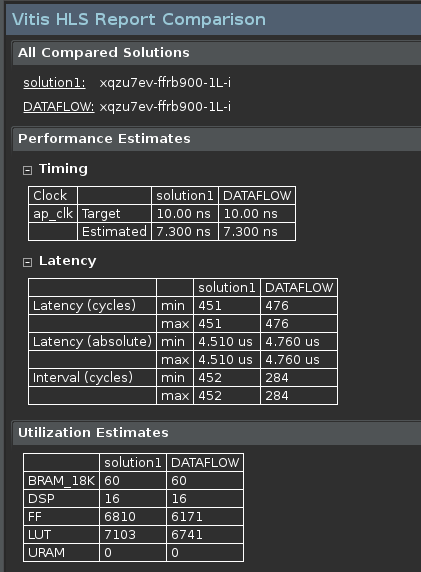 Vitis HLS Report Comparison
All Compared Solutions
solution1: xqzu7ev-ffrb900-1L-i
DATAFLOW: xqzu7ev-ffrb900-1L-i
Performance Estimates
Timing
Clock solution1 DATAFLOW
ap_clk Target 10.00 ns 10.00 ns
Estimated 7.300 ns 7.300 ns
Latency
solution1 DATAFLOW
Latency (cycles) min 451 476
max 451 476
Latency (absolute) min 4.510 us 4.760 us
max 4.510 us 4.760 us
Interval (cycles) min 452 284
max 452 284
Utilization Estimates
solution1 DATAFLOW
BRAM_18K 60 60
DSP 16 16
FF 6810 6171
LUT 7103 6741
URAM 0 0